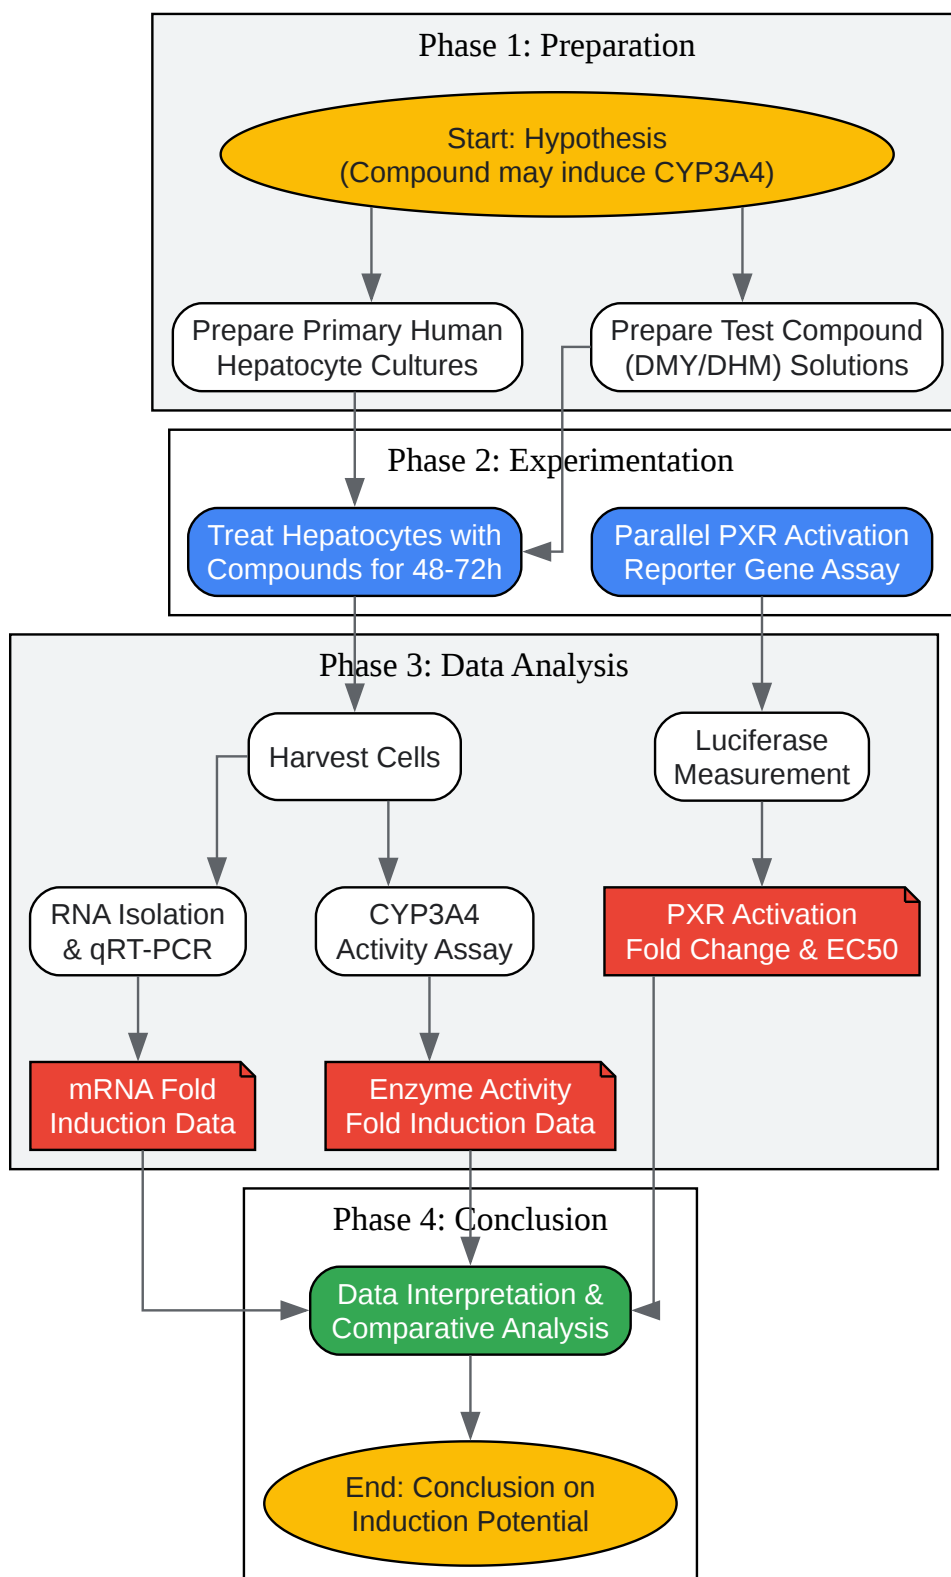 Phase 1: Preparation
Start: Hypothesis
(Compound may induce CYP3A4)
Prepare Primary Human
Hepatocyte Cultures
Prepare Test Compound
(DMY/DHM) Solutions
Phase 2: Experimentation
Treat Hepatocytes with
Compounds for 48-72h
Parallel PXR Activation
Reporter Gene Assay
Phase 3: Data Analysis
Harvest Cells
Luciferase
Measurement
RNA Isolation
& qRT-PCR
CYP3A4
Activity Assay
PXR Activation
Fold Change & EC50
mRNA Fold
Induction Data
Enzyme Activity
Fold Induction Data
Phase 4: Conclusion
Data Interpretation &
Comparative Analysis
End: Conclusion on
Induction Potential